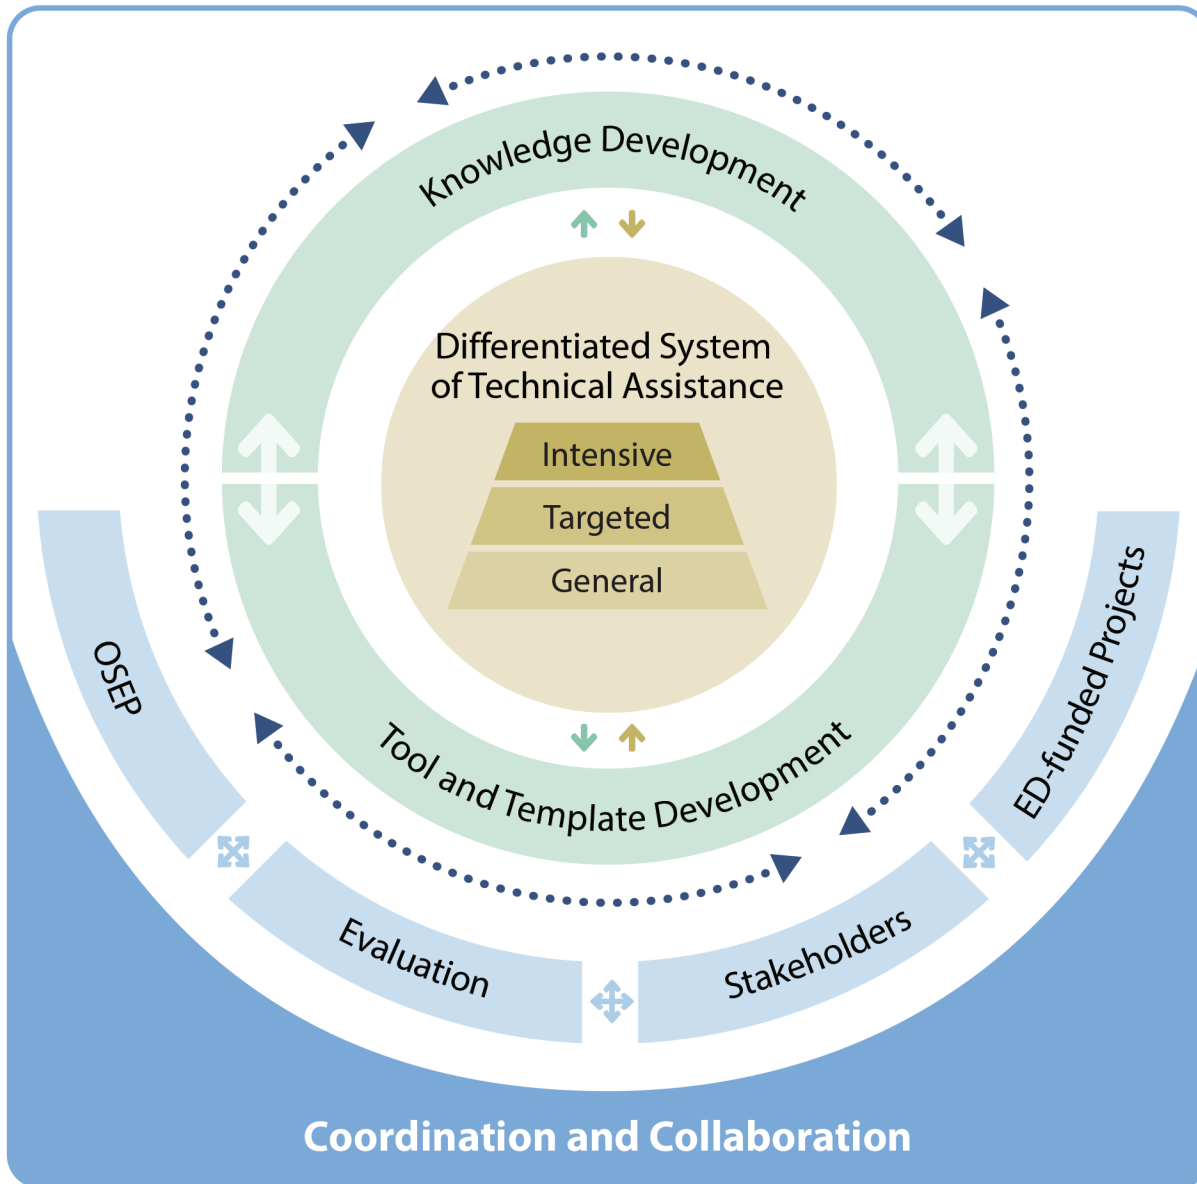 Knowledge Development
Differentiated System
of Technical Assistance
Intensive
Targeted
General
Tool and Template Development
OSEP
Evaluation
Stakeholders
ED-funded Projects
Coordination and Collaboration